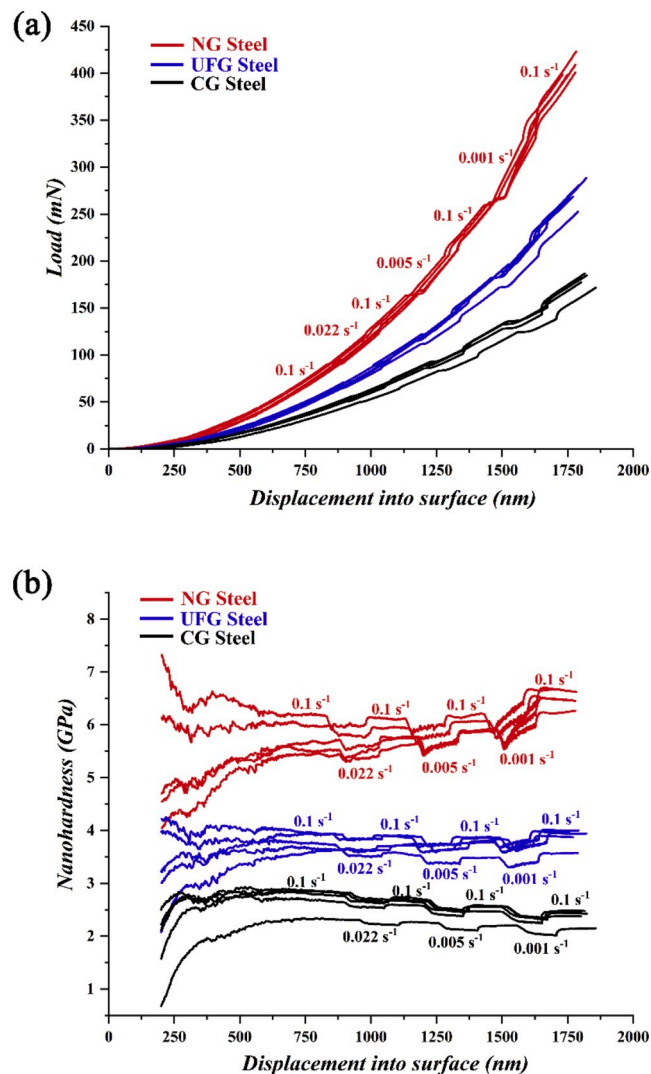 (a)
450
400
350
300
250
200
150
100
50
0
Load (mN)
NG Steel
UFG Steel
CG Steel
0.1 s⁻¹
0.001 s⁻¹
0.1 s⁻¹
0.005 s⁻¹
0.1 s⁻¹
0.022 s⁻¹
0.1 s⁻¹
0 250 500 750 1000 1250 1500 1750 2000
Displacement into surface (nm)
(b)
8
7
6
5
4
3
2
1
Nanohardness (GPa)
NG Steel
UFG Steel
CG Steel
0.1 s⁻¹ 0.1 s⁻¹ 0.1 s⁻¹ 0.1 s⁻¹
0.022 s⁻¹ 0.005 s⁻¹ 0.001 s⁻¹
0.1 s⁻¹ 0.1 s⁻¹ 0.1 s⁻¹ 0.1 s⁻¹
0.022 s⁻¹ 0.005 s⁻¹ 0.001 s⁻¹
0.1 s⁻¹ 0.1 s⁻¹ 0.1 s⁻¹ 0.1 s⁻¹
0.022 s⁻¹ 0.005 s⁻¹ 0.001 s⁻¹
0 250 500 750 1000 1250 1500 1750 2000
Displacement into surface (nm)